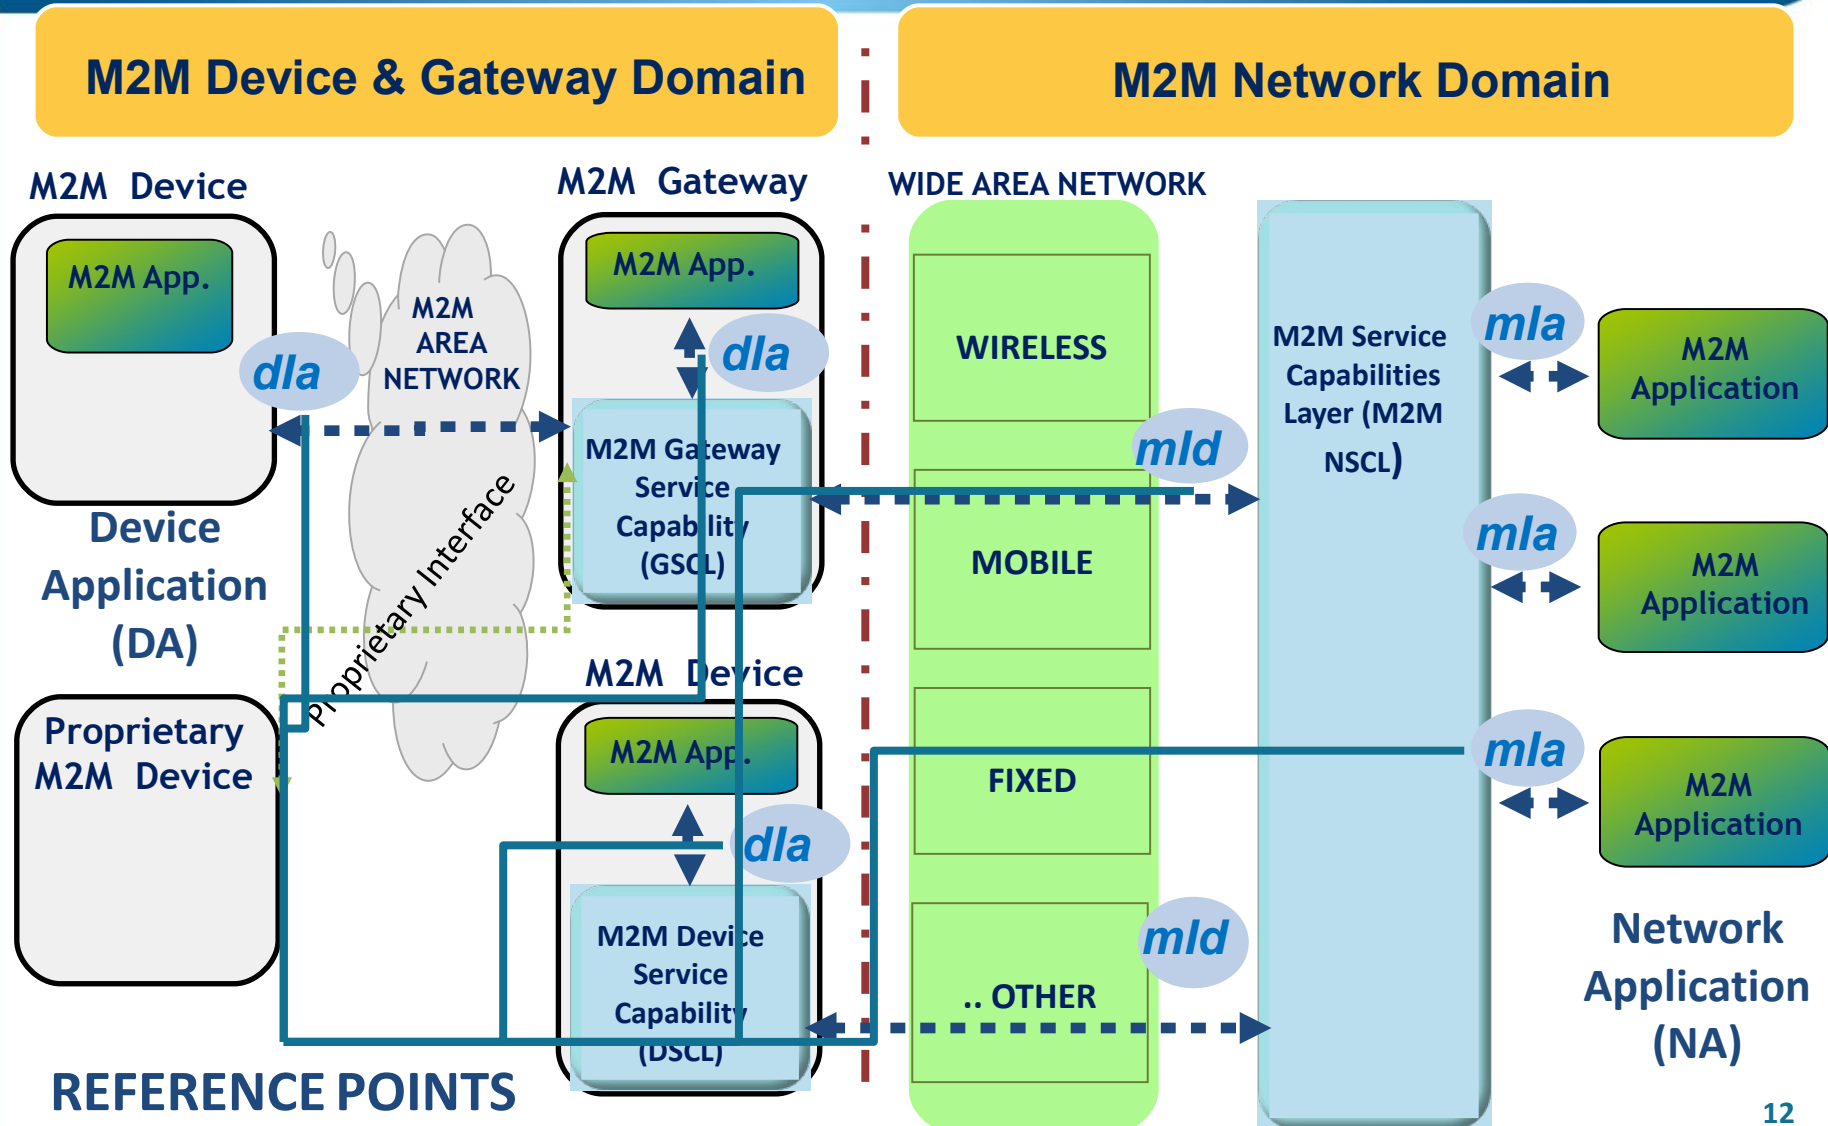 M2M Device & Gateway Domain
M2M Network Domain
M2M Device
M2M Gateway
WIDE AREA NETWORK
M2M App.
dla
M2M
AREA
NETWORK
M2M App.
dla
M2M Gateway
Service
Capability
(GSCL)
Proprietary Interface
Device
Application
(DA)
Proprietary
M2M Device
M2M Device
M2M App.
dla
M2M Device
Service
Capability
(DSCL)
WIRELESS
MOBILE
FIXED
.. OTHER
mld
mld
M2M Service
Capabilities
Layer (M2M
NSCL)
mla
M2M
Application
mla
M2M
Application
mla
M2M
Application
Network
Application
(NA)
REFERENCE POINTS
12